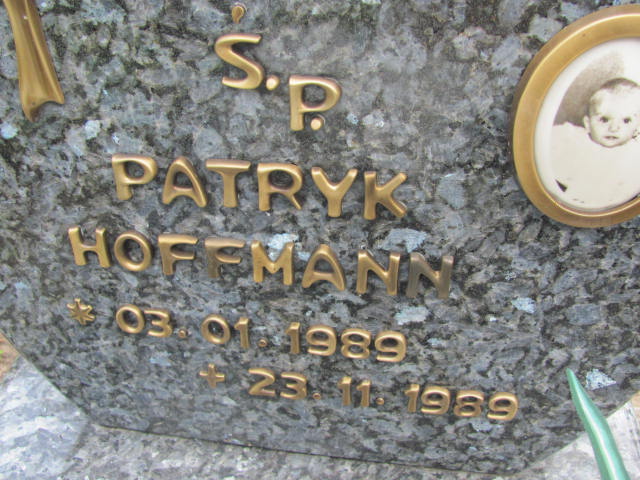 Ś.P.
PATRYK
HOFFMANN
* 03.01.1989
+ 23.11.1989